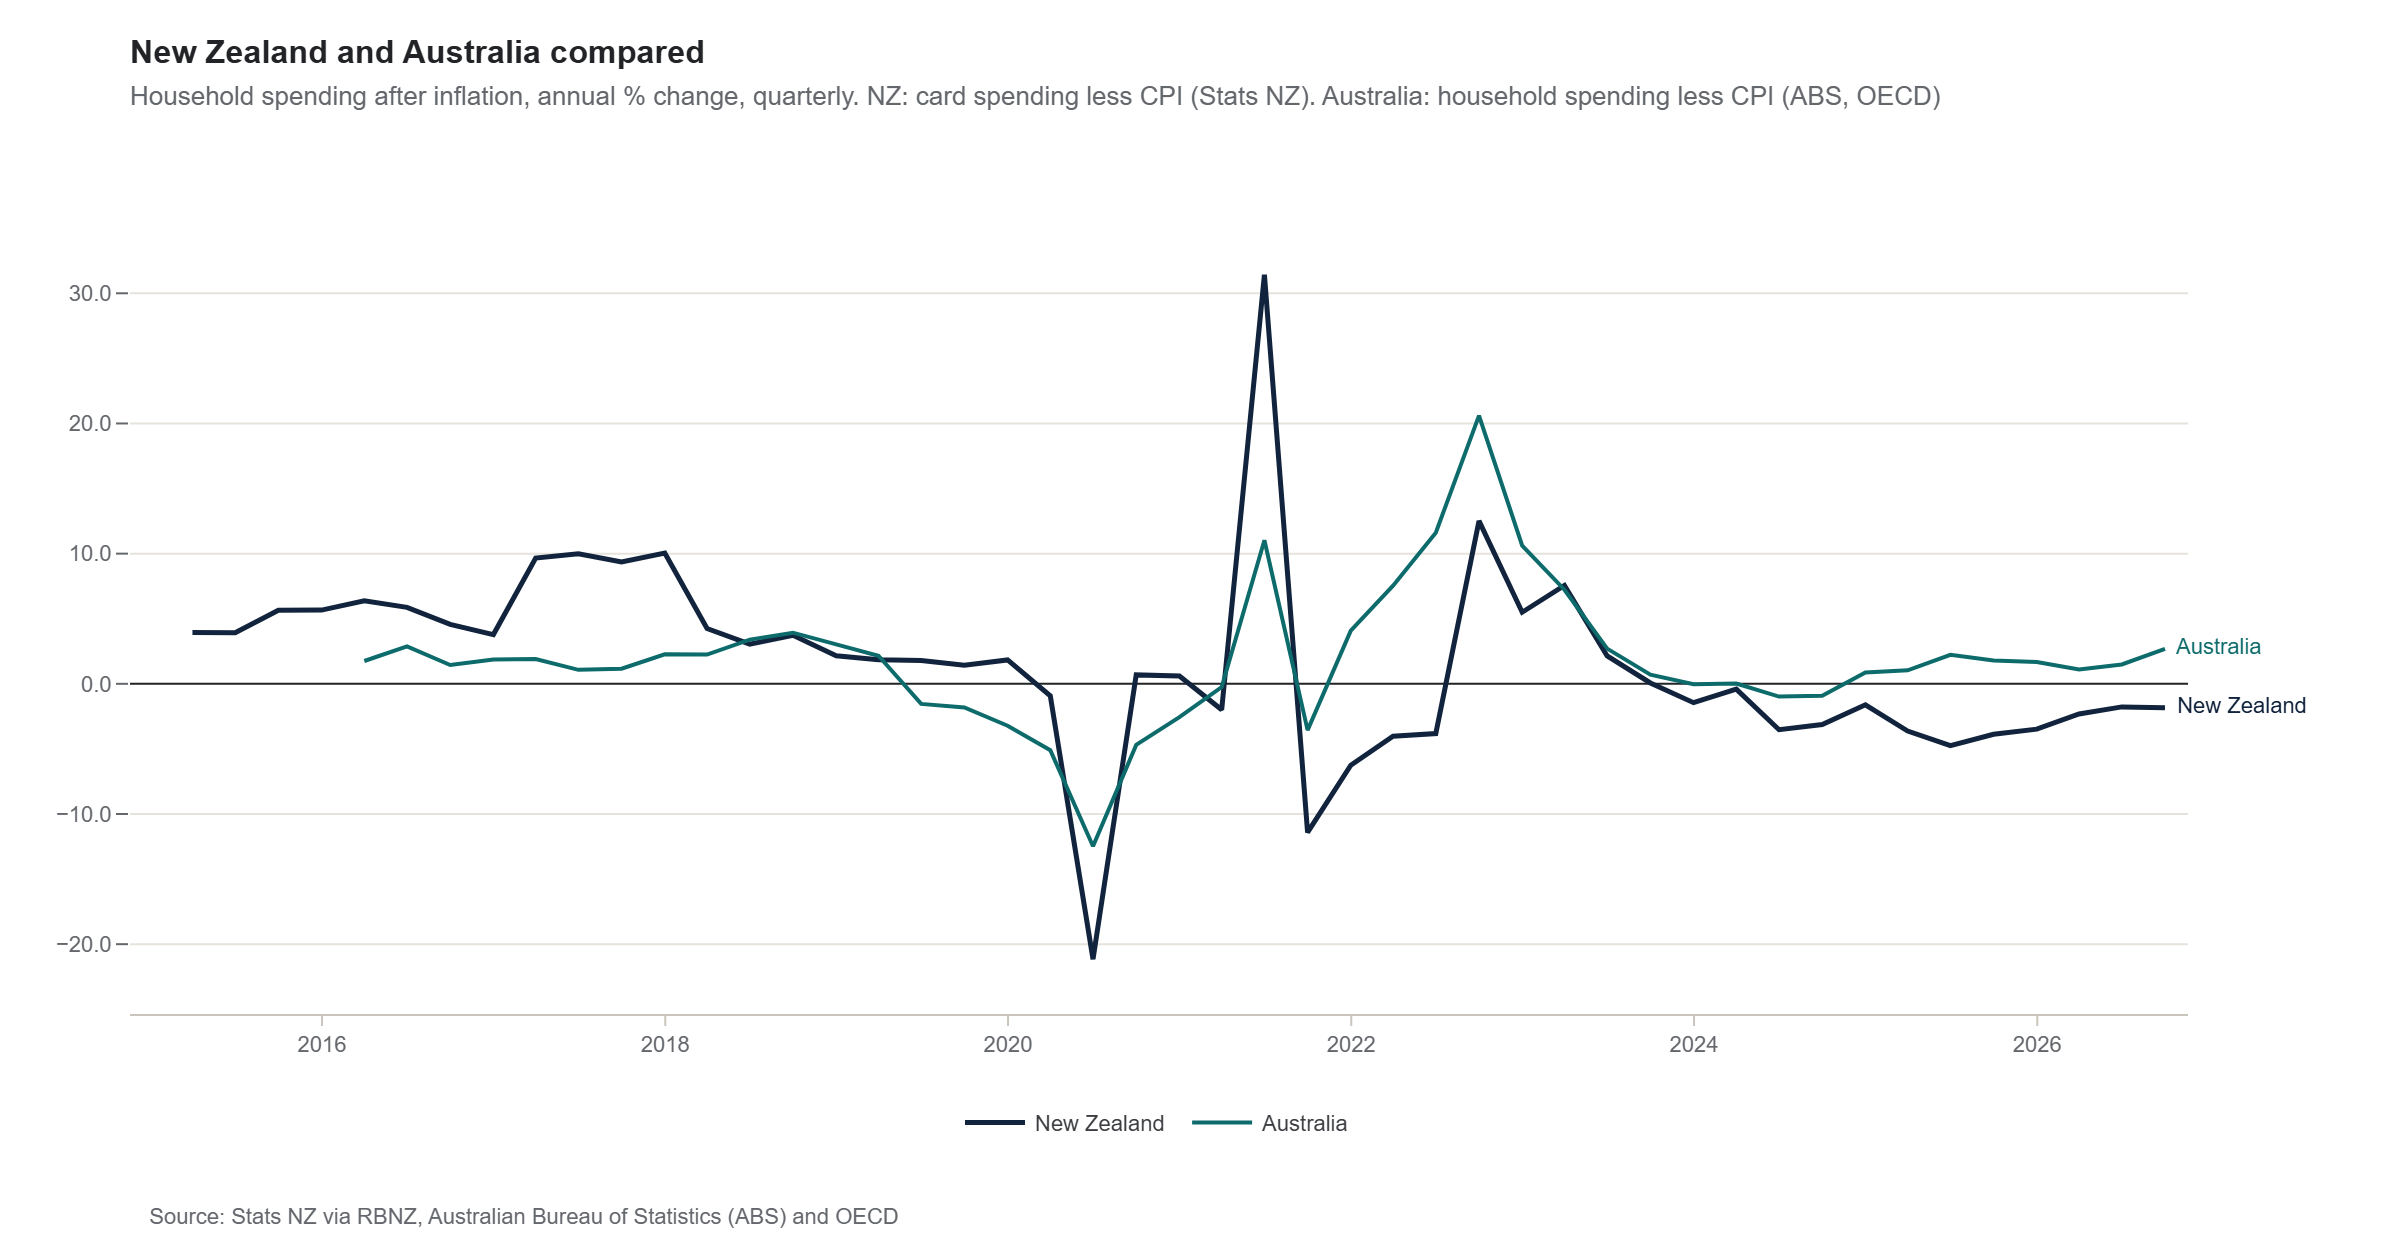 New Zealand and Australia compared
Household spending after inflation, annual % change, quarterly. NZ: card spending less CPI (Stats NZ). Australia: household spending less CPI (ABS, OECD)
30.0
20.0
10.0
0.0
−10.0
−20.0
Australia
New Zealand
2016 2018 2020 2022 2024 2026
New Zealand Australia
Source: Stats NZ via RBNZ, Australian Bureau of Statistics (ABS) and OECD